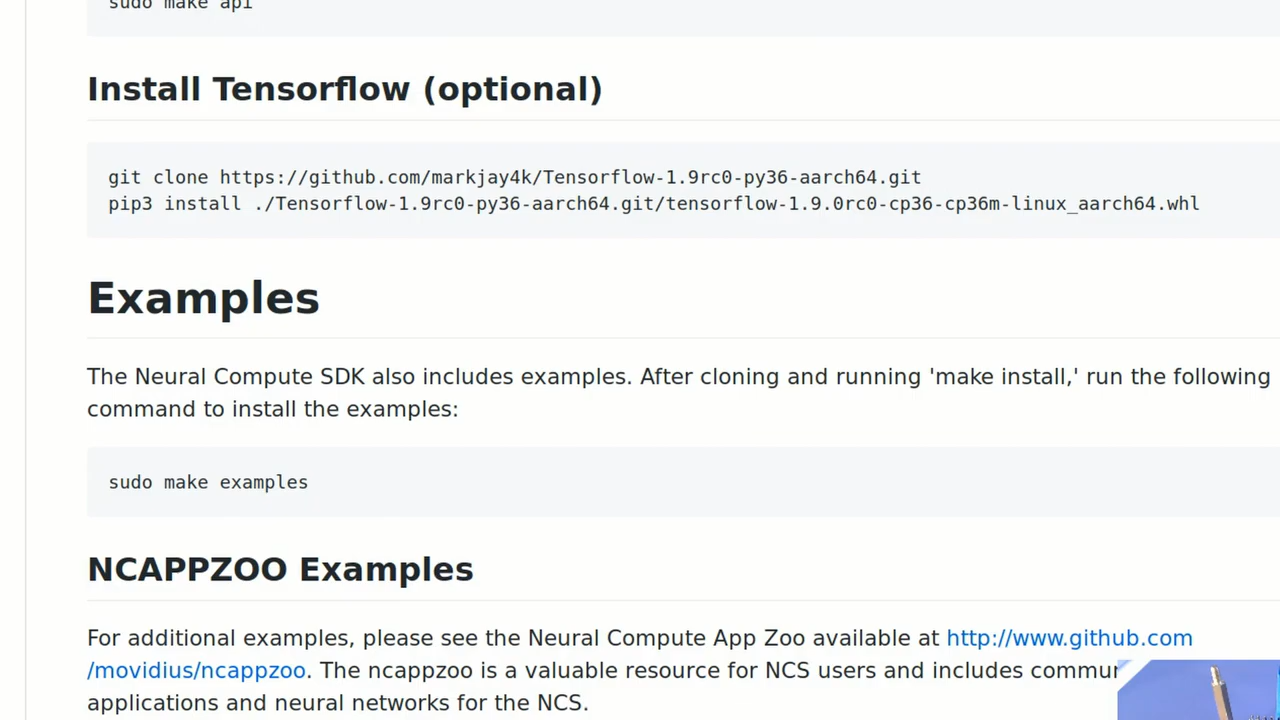 sudo make api
Install Tensorflow (optional)
git clone https://github.com/markjay4k/Tensorflow-1.9rc0-py36-aarch64.git
pip3 install ./Tensorflow-1.9rc0-py36-aarch64.git/tensorflow-1.9.0rc0-cp36-cp36m-linux_aarch64.whl
Examples
The Neural Compute SDK also includes examples. After cloning and running 'make install,' run the following
command to install the examples:
sudo make examples
NCAPPZOO Examples
For additional examples, please see the Neural Compute App Zoo available at http://www.github.com
/movidius/ncappzoo. The ncappzoo is a valuable resource for NCS users and includes
applications and neural networks for the NCS.